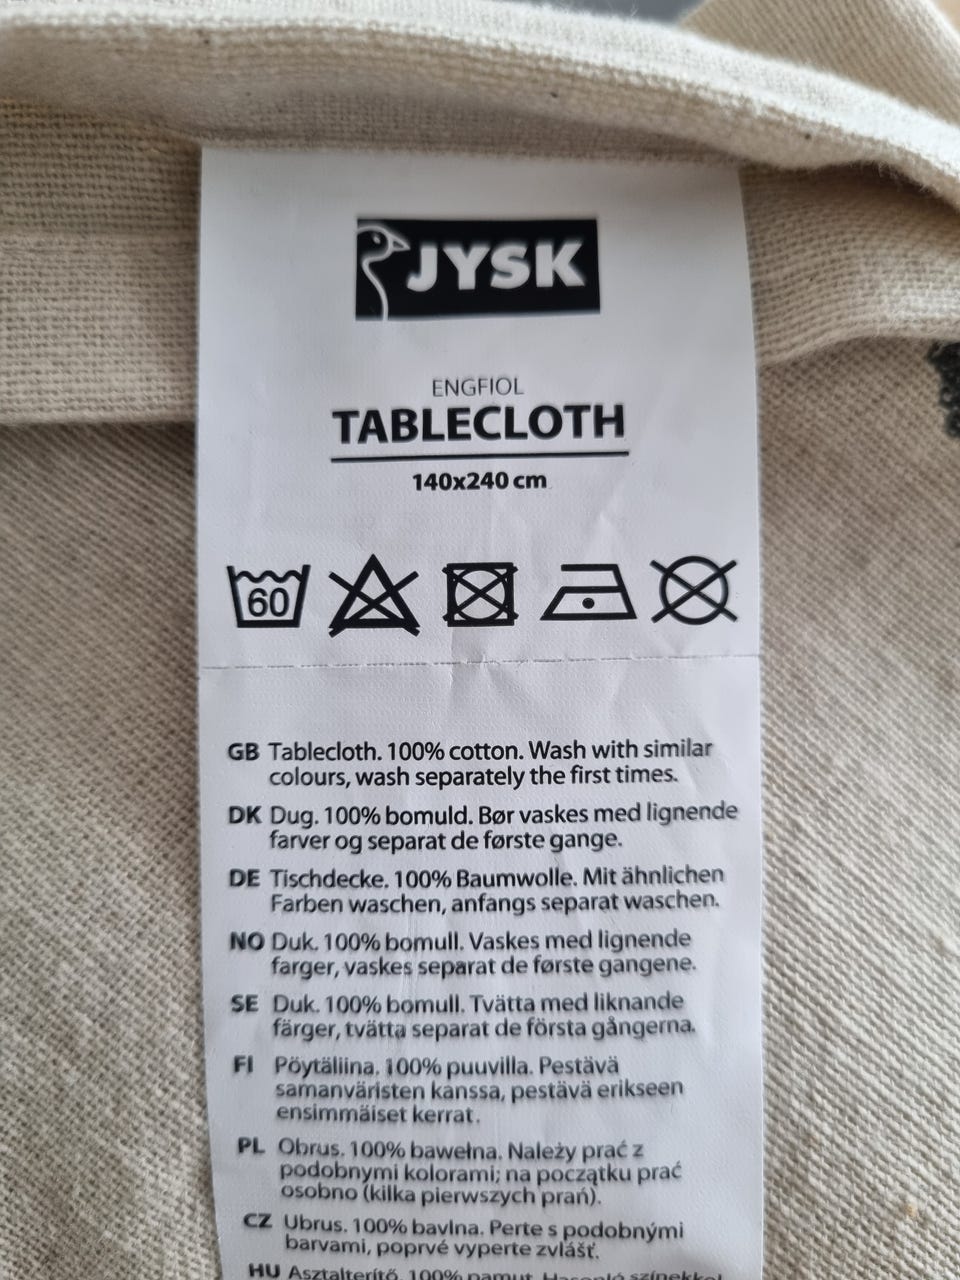 JYSK
ENGFIOL
TABLECLOTH
140x240 cm
60
GB Tablecloth. 100% cotton. Wash with similar
colours, wash separately the first times.
DK Dug. 100% bomuld. Bør vaskes med lignende
farver og separat de første gange.
DE Tischdecke. 100% Baumwolle. Mit ähnlichen
Farben waschen, anfangs separat waschen.
NO Duk. 100% bomull. Vaskes med lignende
farger, vaskes separat de første gangene.
SE Duk. 100% bomull. Tvätta med liknande
färger, tvätta separat de första gångerna.
FI Pöytäliina. 100% puuvilla. Pestävä
samanväristen kanssa, pestävä erikseen
ensimmäiset kerrat.
PL Obrus. 100% bawełna. Należy prać z
podobnymi kolorami; na początku prać
osobno (kilka pierwszych prań).
CZ Ubrus. 100% bavlna. Perte s podobnými
barvami, poprvé vyperte zvlášť.
HU Asztalterítő. 100% pamut. Hasonló színekkel